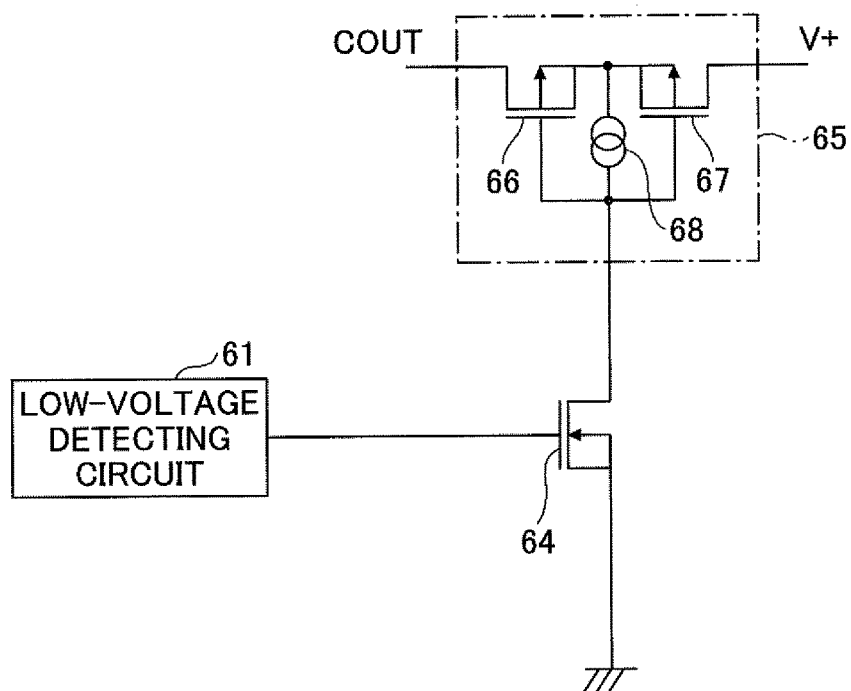 COUT
V+
65
66
67
68
61
LOW-VOLTAGE
DETECTING
CIRCUIT
64